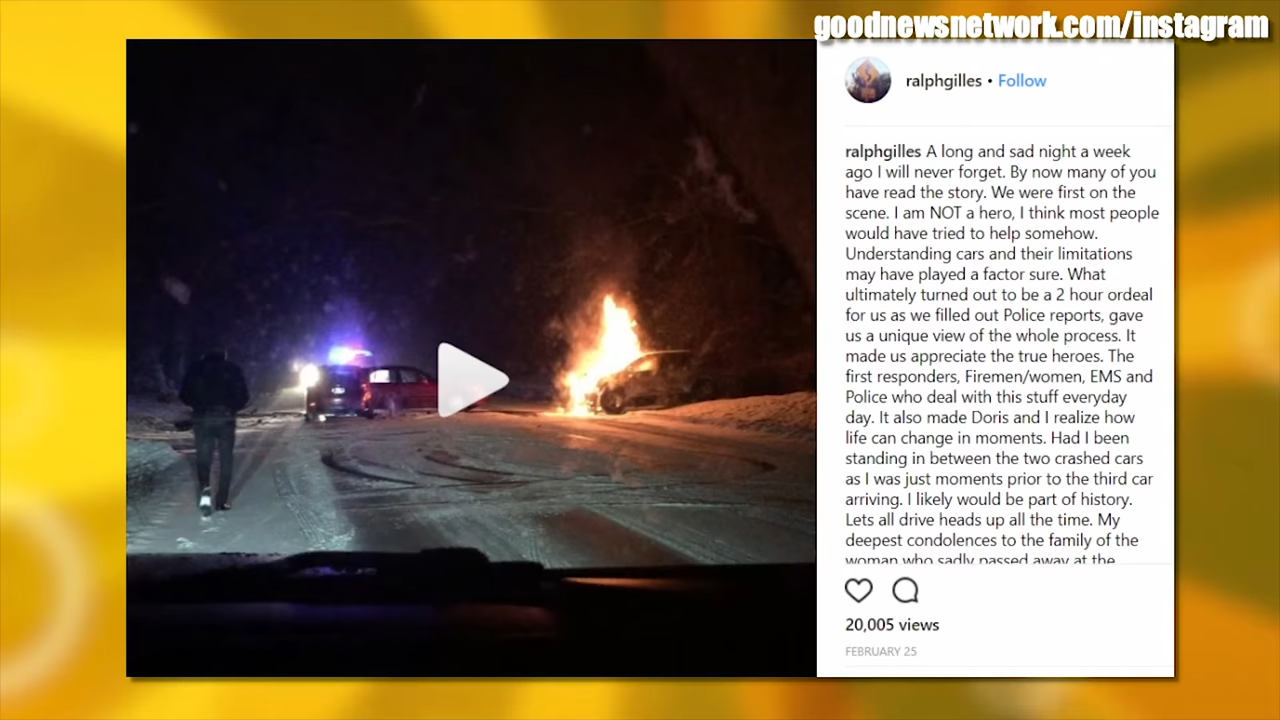 goodnewsnetwork.com/instagram
ralphgilles • Follow
ralphgilles A long and sad night a week
ago I will never forget. By now many of you
have read the story. We were first on the
scene. I am NOT a hero, I think most people
would have tried to help somehow.
Understanding cars and their limitations
may have played a factor sure. What
ultimately turned out to be a 2 hour ordeal
for us as we filled out Police reports, gave
us a unique view of the whole process. It
made us appreciate the true heroes. The
first responders, Firemen/women, EMS and
Police who deal with this stuff everyday
day. It also made Doris and I realize how
life can change in moments. Had I been
standing in between the two crashed cars
as I was just moments prior to the third car
arriving. I likely would be part of history.
Lets all drive heads up all the time. My
deepest condolences to the family of the
woman who sadly passed away at the
20,005 views
FEBRUARY 25